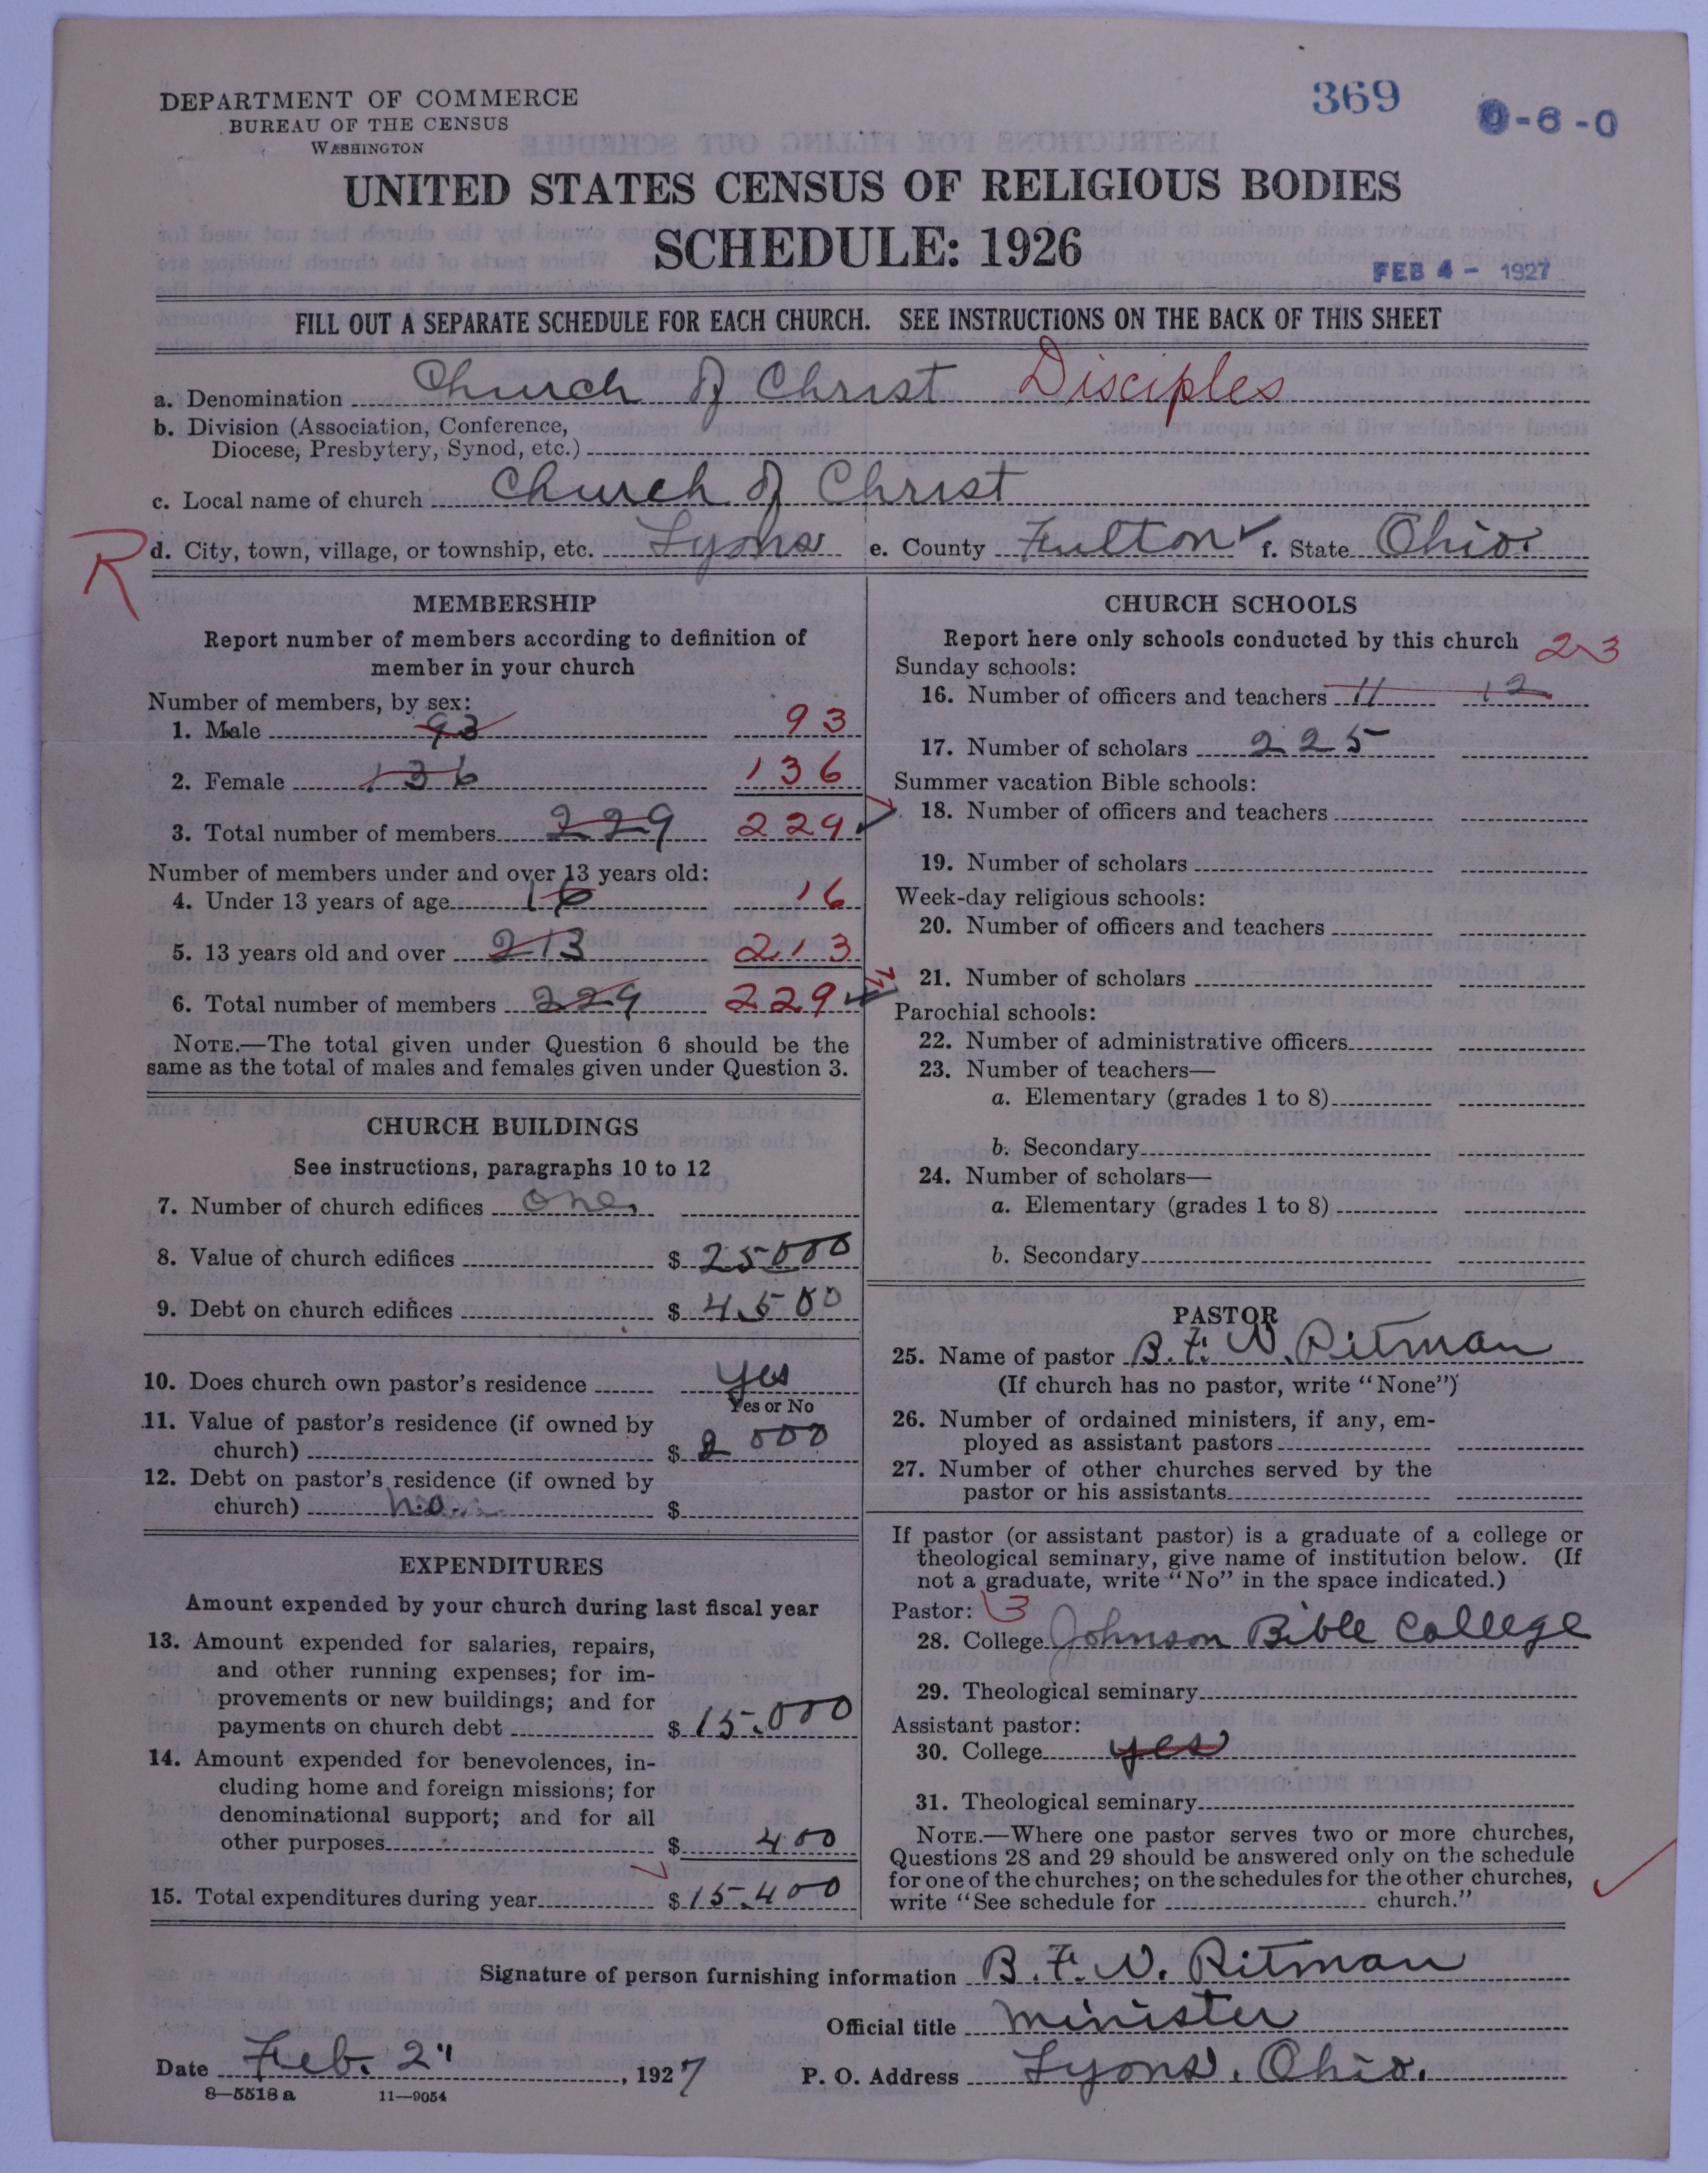 DEPARTMENT OF COMMERCE
BUREAU OF THE CENSUS
WASHINGTON
369
0-6-0
UNITED STATES CENSUS OF RELIGIOUS BODIES
SCHEDULE: 1926
FEB 4 - 1927
FILL OUT A SEPARATE SCHEDULE FOR EACH CHURCH. SEE INSTRUCTIONS ON THE BACK OF THIS SHEET
a. Denomination Church of Christ Disciples
b. Division (Association, Conference,
Diocese, Presbytery, Synod, etc.)
c. Local name of church Church of Christ
R d. City, town, village, or township, etc. Lyons e. County Fulton ✓ f. State Ohio.
MEMBERSHIP
Report number of members according to definition of
member in your church
Number of members, by sex:
1. Male 93 93
2. Female 136 136
3. Total number of members 229 229
Number of members under and over 13 years old:
4. Under 13 years of age 16 16
5. 13 years old and over 213 213
6. Total number of members 229 229
NOTE.—The total given under Question 6 should be the
same as the total of males and females given under Question 3.
CHURCH BUILDINGS
See instructions, paragraphs 10 to 12
7. Number of church edifices one
8. Value of church edifices $ 25000
9. Debt on church edifices $ 4500
10. Does church own pastor's residence yes
Yes or No
11. Value of pastor's residence (if owned by
church) $ 2000
12. Debt on pastor's residence (if owned by
church) no $
EXPENDITURES
Amount expended by your church during last fiscal year
13. Amount expended for salaries, repairs,
and other running expenses; for im-
provements or new buildings; and for
payments on church debt $ 15.000
14. Amount expended for benevolences, in-
cluding home and foreign missions; for
denominational support; and for all
other purposes $ 400
15. Total expenditures during year $ 15.400
CHURCH SCHOOLS
Report here only schools conducted by this church 23
Sunday schools:
16. Number of officers and teachers 11 12
17. Number of scholars 225
Summer vacation Bible schools:
18. Number of officers and teachers
19. Number of scholars
Week-day religious schools:
20. Number of officers and teachers
21. Number of scholars
Parochial schools:
22. Number of administrative officers
23. Number of teachers—
a. Elementary (grades 1 to 8)
b. Secondary
24. Number of scholars—
a. Elementary (grades 1 to 8)
b. Secondary
PASTOR
25. Name of pastor B. F. W. Pitman
(If church has no pastor, write "None")
26. Number of ordained ministers, if any, em-
ployed as assistant pastors
27. Number of other churches served by the
pastor or his assistants
If pastor (or assistant pastor) is a graduate of a college or
theological seminary, give name of institution below. (If
not a graduate, write "No" in the space indicated.)
Pastor:
28. College Johnson Bible College
29. Theological seminary
Assistant pastor:
30. College yes
31. Theological seminary
NOTE.—Where one pastor serves two or more churches,
Questions 28 and 29 should be answered only on the schedule
for one of the churches; on the schedules for the other churches,
write "See schedule for church."
Signature of person furnishing information B. F. W. Pitman
Official title minister
Date Feb. 2", 1927 P. O. Address Lyons, Ohio.
8—5518 a 11—9054